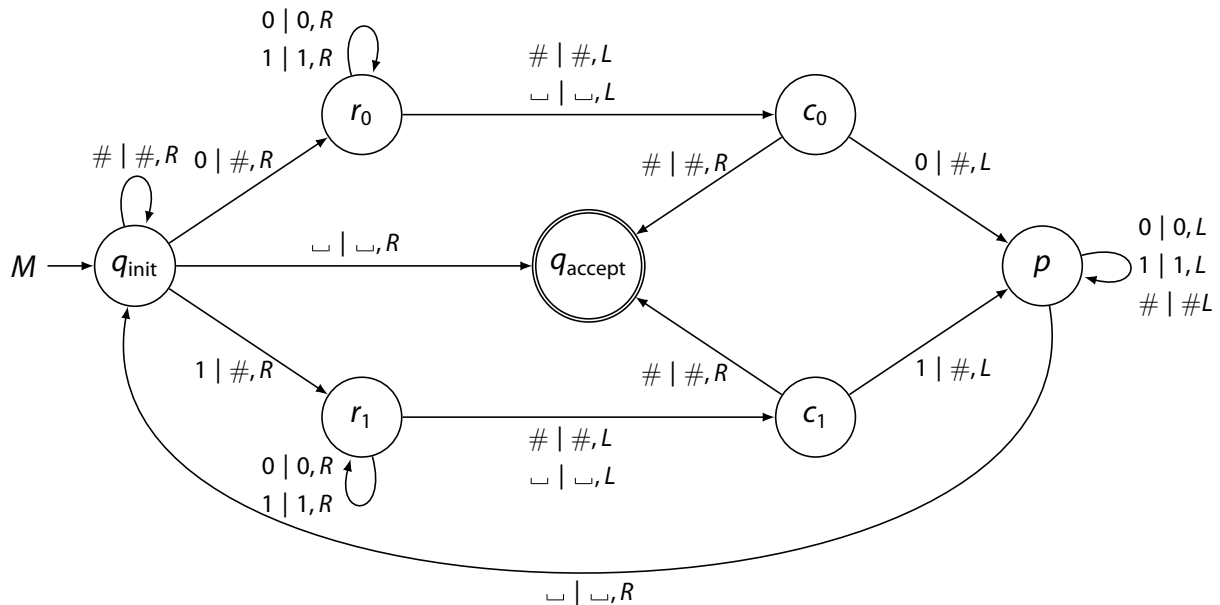 0 | 0, R
1 | 1, R
# | #, L
␣ | ␣, L
r₀
c₀
# | #, R
0 | #, R
# | #, R
0 | #, L
␣ | ␣, R
0 | 0, L
1 | 1, L
# | #L
M
q_init
q_accept
p
1 | #, R
# | #, R
1 | #, L
r₁
c₁
# | #, L
␣ | ␣, L
0 | 0, R
1 | 1, R
␣ | ␣, R